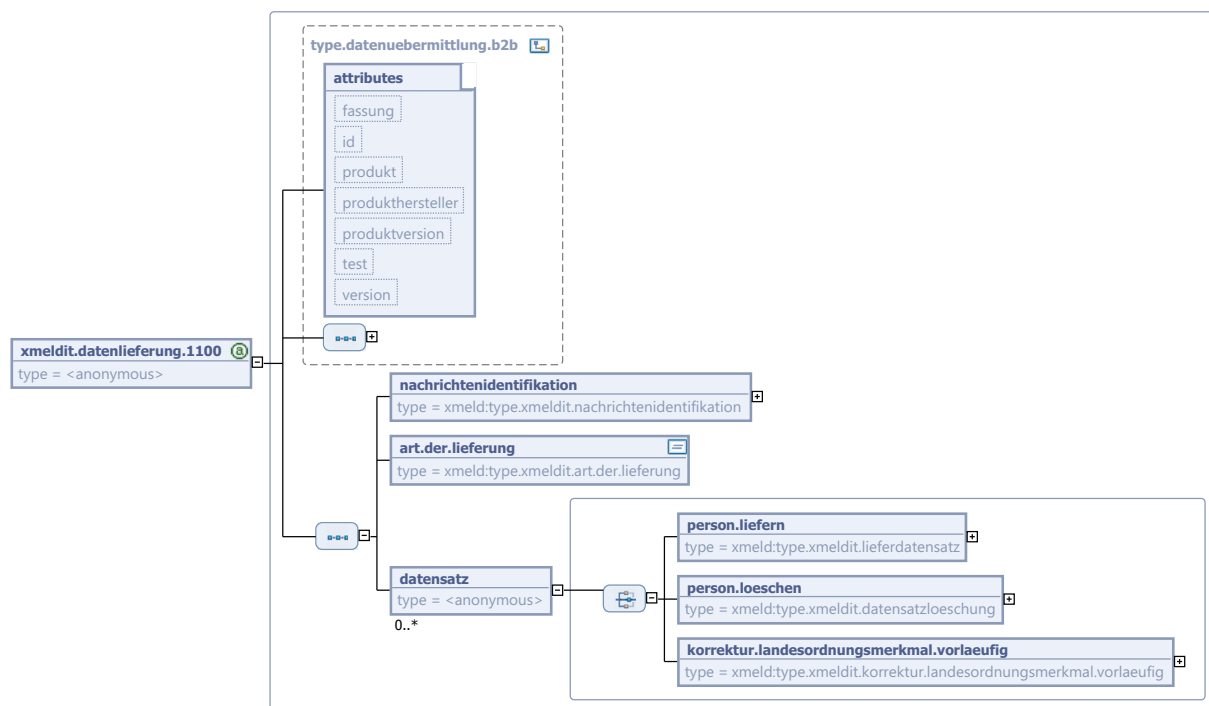 type.datenuebermittlung.b2b
attributes
fassung
id
produkt
produkthersteller
produktversion
test
version
xmeldit.datenlieferung.1100 a
type = <anonymous>
nachrichtenidentifikation
type = xmeld:type.xmeldit.nachrichtenidentifikation
art.der.lieferung
type = xmeld:type.xmeldit.art.der.lieferung
datensatz
type = <anonymous>
0..*
person.liefern
type = xmeld:type.xmeldit.lieferdatensatz
person.loeschen
type = xmeld:type.xmeldit.datensatzloeschung
korrektur.landesordnungsmerkmal.vorlaeufig
type = xmeld:type.xmeldit.korrektur.landesordnungsmerkmal.vorlaeufig